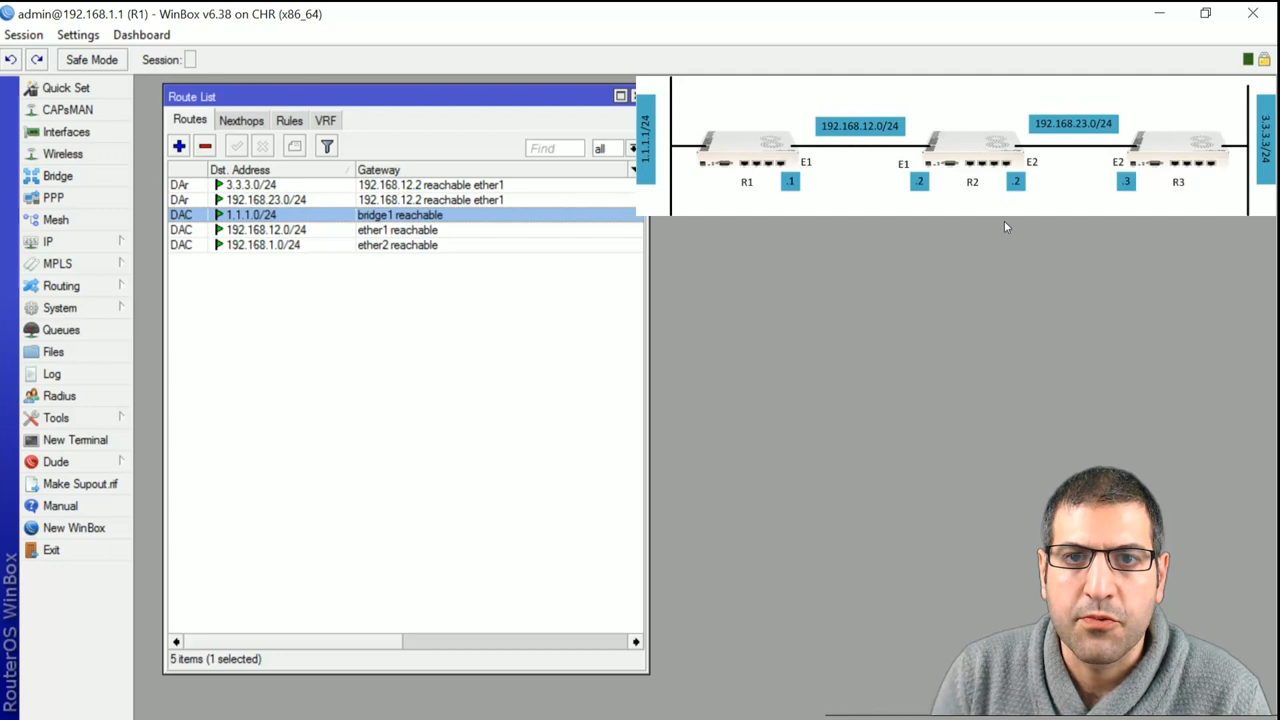 admin@192.168.1.1 (R1) - WinBox v6.38 on CHR (x86_64)
Session Settings Dashboard
Safe Mode Session:
Quick Set
CAPsMAN
Interfaces
Wireless
Bridge
PPP
Mesh
IP
MPLS
Routing
System
Queues
Files
Log
Radius
Tools
New Terminal
Dude
Make Supout.rif
Manual
New WinBox
Exit
RouterOS WinBox
Route List
Routes Nexthops Rules VRF
Find all
Dst. Address Gateway
DAr 3.3.3.0/24 192.168.12.2 reachable ether1
DAr 192.168.23.0/24 192.168.12.2 reachable ether1
DAC 1.1.1.0/24 bridge1 reachable
DAC 192.168.12.0/24 ether1 reachable
DAC 192.168.1.0/24 ether2 reachable
5 items (1 selected)
1.1.1.1/24
192.168.12.0/24
192.168.23.0/24
3.3.3.3/24
E1 E1 E2 E2
R1 .1 .2 R2 .2 .3 R3